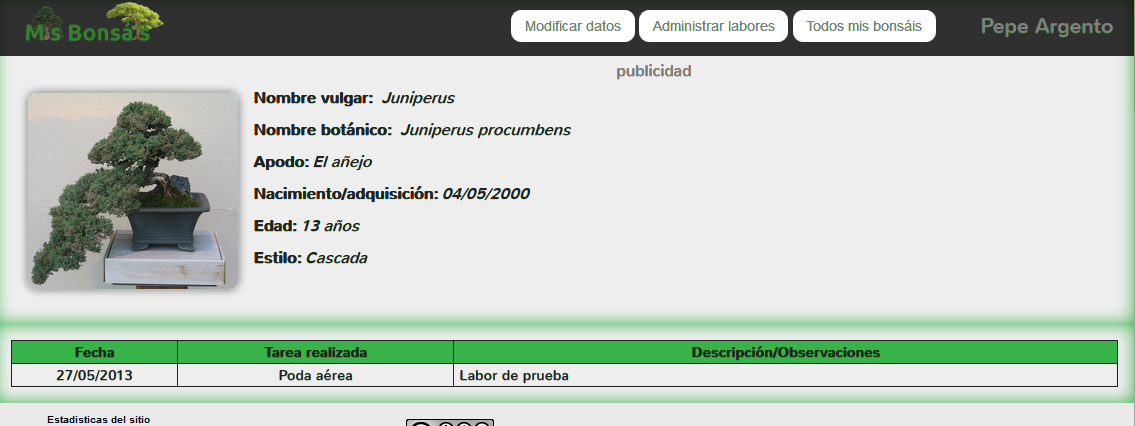 Mis Bonsáis
Modificar datos
Administrar labores
Todos mis bonsáis
Pepe Argento
publicidad
Nombre vulgar: Juniperus
Nombre botánico: Juniperus procumbens
Apodo: El añejo
Nacimiento/adquisición: 04/05/2000
Edad: 13 años
Estilo: Cascada
Fecha Tarea realizada Descripción/Observaciones
27/05/2013 Poda aérea Labor de prueba
Estadisticas del sitio